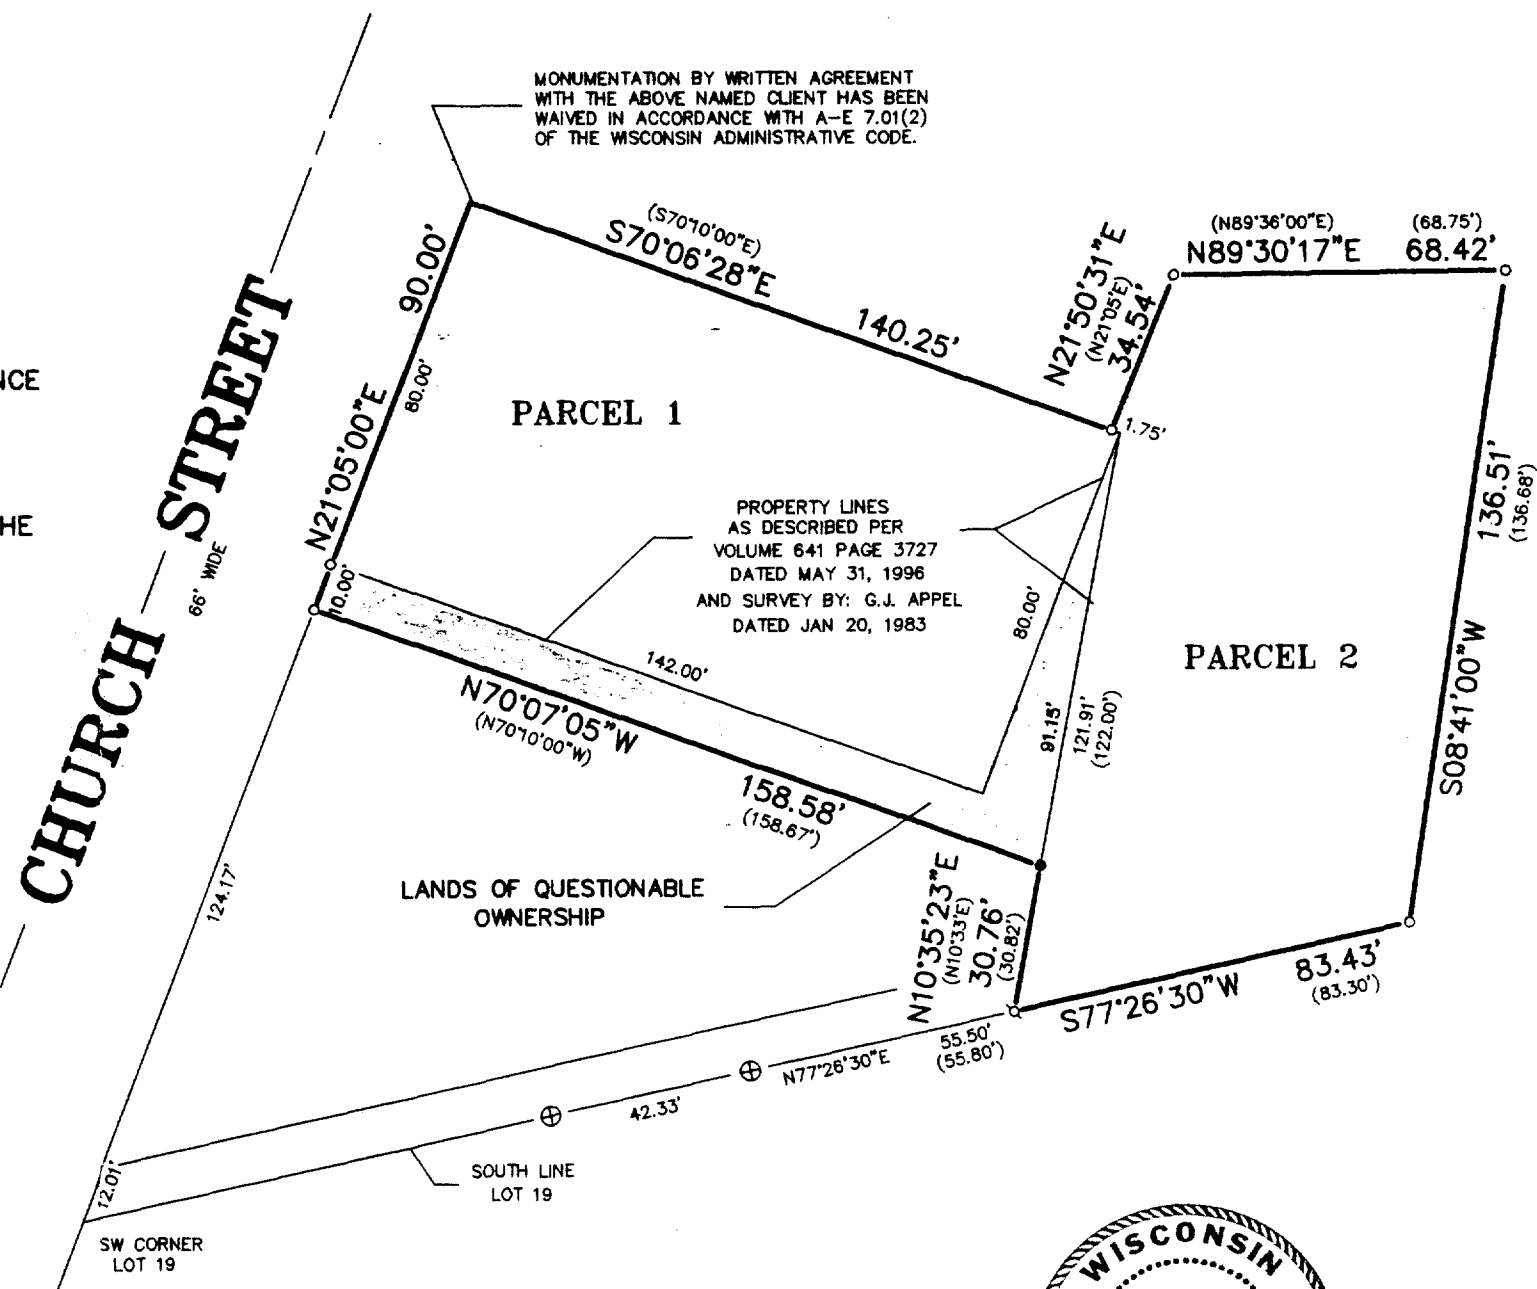 MONUMENTATION BY WRITTEN AGREEMENT
WITH THE ABOVE NAMED CLIENT HAS BEEN
WAIVED IN ACCORDANCE WITH A-E 7.01(2)
OF THE WISCONSIN ADMINISTRATIVE CODE.
(S70°10'00"E)
S70°06'28"E
140.25'
90.00'
N21°05'00"E
80.00'
10.00'
N21°50'31"E
(N21°05'E)
34.54'
(N89°36'00"E)
(68.75')
N89°30'17"E
68.42'
1.75'
PARCEL 1
NCE
HE
CHURCH STREET
66' WIDE
PROPERTY LINES
AS DESCRIBED PER
VOLUME 641 PAGE 3727
DATED MAY 31, 1996
AND SURVEY BY: G.J. APPEL
DATED JAN 20, 1983
136.51'
(136.68')
S08°41'00"W
PARCEL 2
80.00'
142.00'
91.15'
121.91'
(122.00')
N70°07'05"W
(N70°10'00"W)
158.58'
(158.67')
LANDS OF QUESTIONABLE
OWNERSHIP
124.17'
N10°35'23"E
(N10°33'E)
30.76'
(30.82')
S77°26'30"W
83.43'
(83.30')
N77°26'30"E
55.50'
(55.80')
42.33'
SOUTH LINE
LOT 19
12.01'
SW CORNER
LOT 19
WISCONSIN